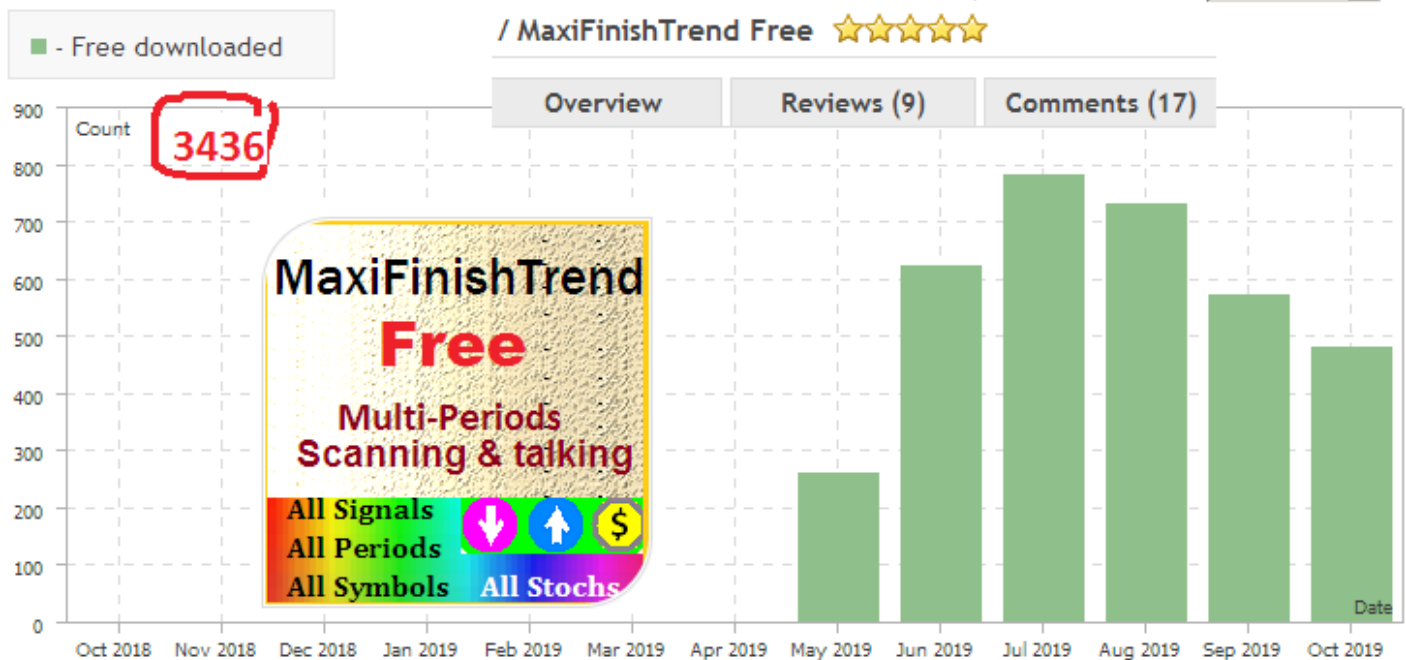 - Free downloaded
/ MaxiFinishTrend Free
Overview
Reviews (9)
Comments (17)
Count
3436
900
800
700
600
500
400
300
200
100
0
MaxiFinishTrend
Free
Multi-Periods
Scanning & talking
All Signals
All Periods
All Symbols
All Stochs
$
Date
Oct 2018
Nov 2018
Dec 2018
Jan 2019
Feb 2019
Mar 2019
Apr 2019
May 2019
Jun 2019
Jul 2019
Aug 2019
Sep 2019
Oct 2019